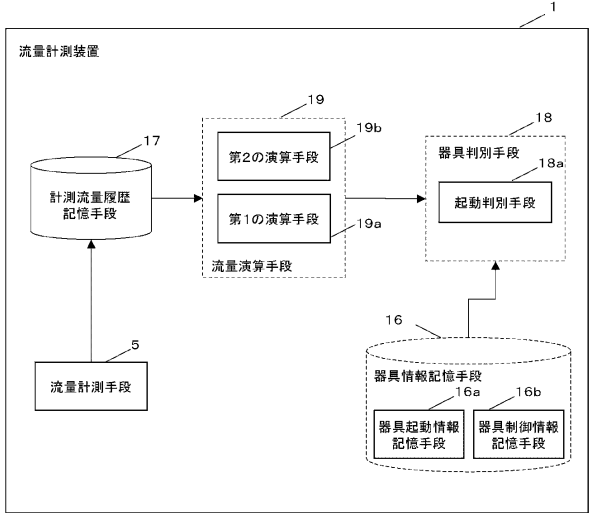 1
流量計測装置
19
18
17
19b
器具判別手段
18a
第2の演算手段
計測流量履歴
記憶手段
起動判別手段
第1の演算手段
19a
流量演算手段
16
5
器具情報記憶手段
流量計測手段
16a
16b
器具起動情報
記憶手段
器具制御情報
記憶手段